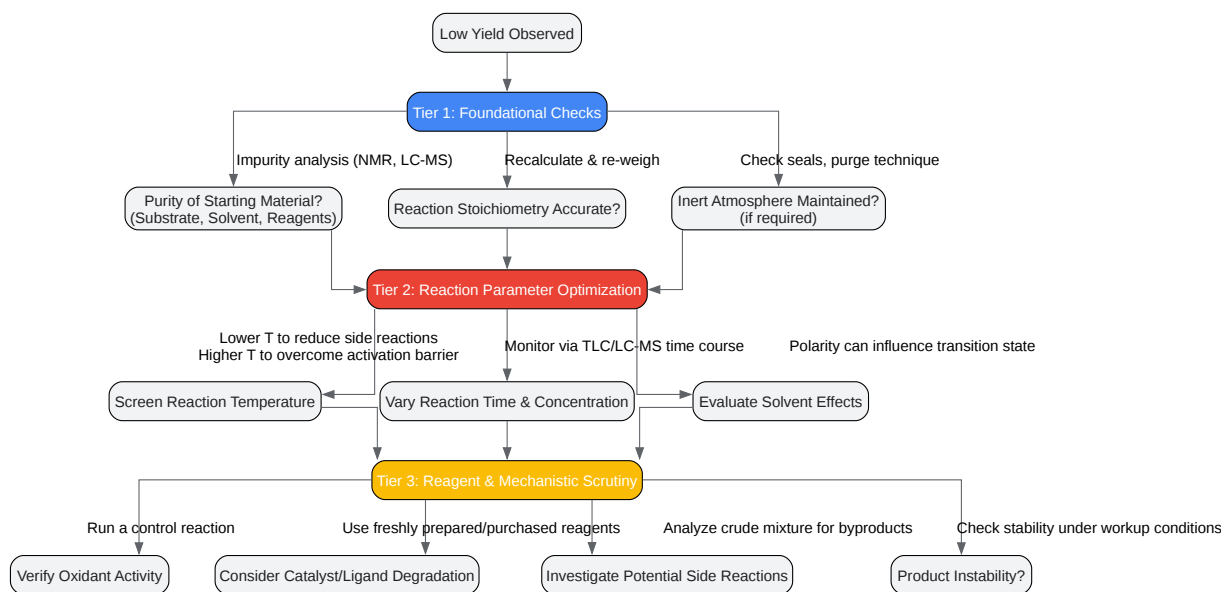 Low Yield Observed
Tier 1: Foundational Checks
Impurity analysis (NMR, LC-MS)
Recalculate & re-weigh
Check seals, purge technique
Purity of Starting Material?
(Substrate, Solvent, Reagents)
Reaction Stoichiometry Accurate?
Inert Atmosphere Maintained?
(if required)
Tier 2: Reaction Parameter Optimization
Lower T to reduce side reactions
Higher T to overcome activation barrier
Monitor via TLC/LC-MS time course
Polarity can influence transition state
Screen Reaction Temperature
Vary Reaction Time & Concentration
Evaluate Solvent Effects
Tier 3: Reagent & Mechanistic Scrutiny
Run a control reaction
Use freshly prepared/purchased reagents
Analyze crude mixture for byproducts
Check stability under workup conditions
Verify Oxidant Activity
Consider Catalyst/Ligand Degradation
Investigate Potential Side Reactions
Product Instability?